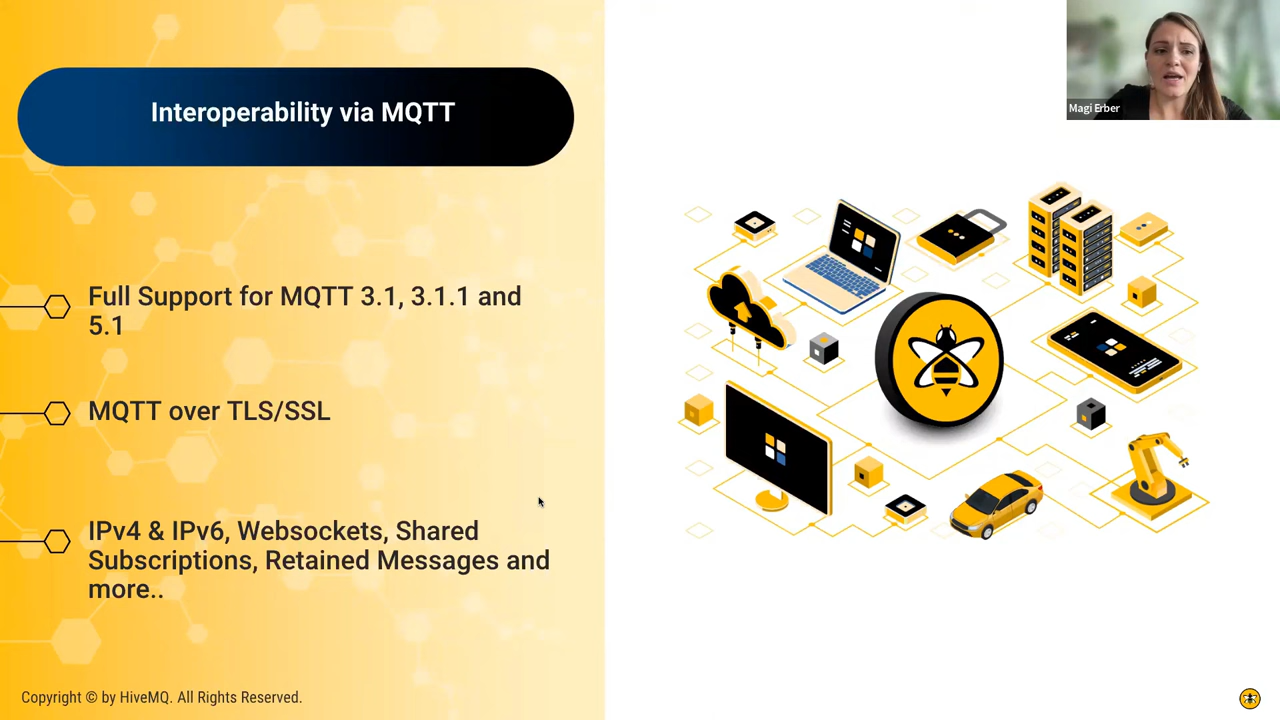 Interoperability via MQTT
Magi Erber
Full Support for MQTT 3.1, 3.1.1 and
5.1
MQTT over TLS/SSL
IPv4 & IPv6, Websockets, Shared
Subscriptions, Retained Messages and
more..
Copyright © by HiveMQ. All Rights Reserved.